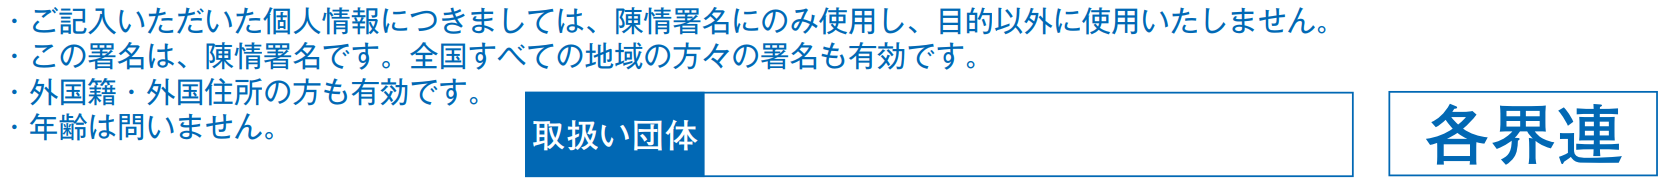 ・ご記入いただいた個人情報につきましては、陳情署名にのみ使用し、目的以外に使用いたしません。
・この署名は、陳情署名です。全国すべての地域の方々の署名も有効です。
・外国籍・外国住所の方も有効です。
・年齢は問いません。
取扱い団体
各界連